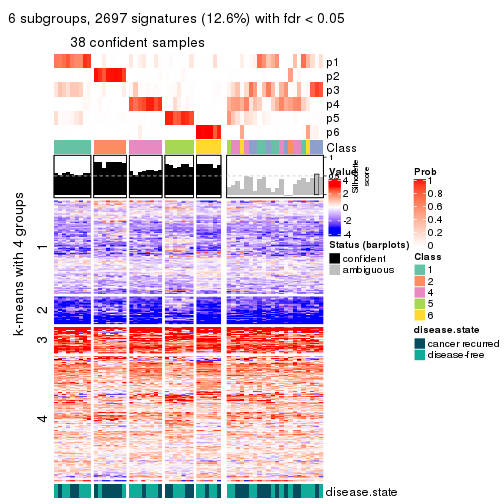 6 subgroups, 2697 signatures (12.6%) with fdr < 0.05
38 confident samples
p1
p2
p3
p4
p5
p6
Class
1
0.5
0
Silhouette
score
k-means with 4 groups
1
2
3
4
disease.state
Value
4
2
0
-2
-4
Status (barplots)
confident
ambiguous
Prob
1
0.8
0.6
0.4
0.2
0
Class
1
2
4
5
6
disease.state
cancer recurred
disease-free